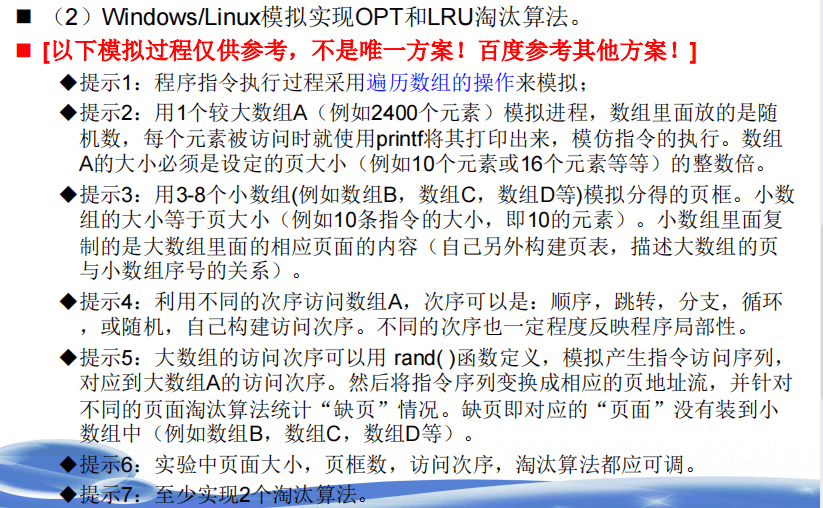 ■ （2）Windows/Linux模拟实现OPT和LRU淘汰算法。
■ [以下模拟过程仅供参考，不是唯一方案！百度参考其他方案！]
◆提示1：程序指令执行过程采用遍历数组的操作来模拟；
◆提示2：用1个较大数组A（例如2400个元素）模拟进程，数组里面放的是随
机数，每个元素被访问时就使用printf将其打印出来，模仿指令的执行。数组
A的大小必须是设定的页大小（例如10个元素或16个元素等等）的整数倍。
◆提示3：用3-8个小数组(例如数组B，数组C，数组D等)模拟分得的页框。小数
组的大小等于页大小（例如10条指令的大小，即10的元素）。小数组里面复
制的是大数组里面的相应页面的内容（自己另外构建页表，描述大数组的页
与小数组序号的关系）。
◆提示4：利用不同的次序访问数组A，次序可以是：顺序，跳转，分支，循环
，或随机，自己构建访问次序。不同的次序也一定程度反映程序局部性。
◆提示5：大数组的访问次序可以用 rand( )函数定义，模拟产生指令访问序列，
对应到大数组A的访问次序。然后将指令序列变换成相应的页地址流，并针对
不同的页面淘汰算法统计“缺页”情况。缺页即对应的“页面”没有装到小
数组中（例如数组B，数组C，数组D等）。
◆提示6：实验中页面大小，页框数，访问次序，淘汰算法都应可调。
◆提示7：至少实现2个淘汰算法。